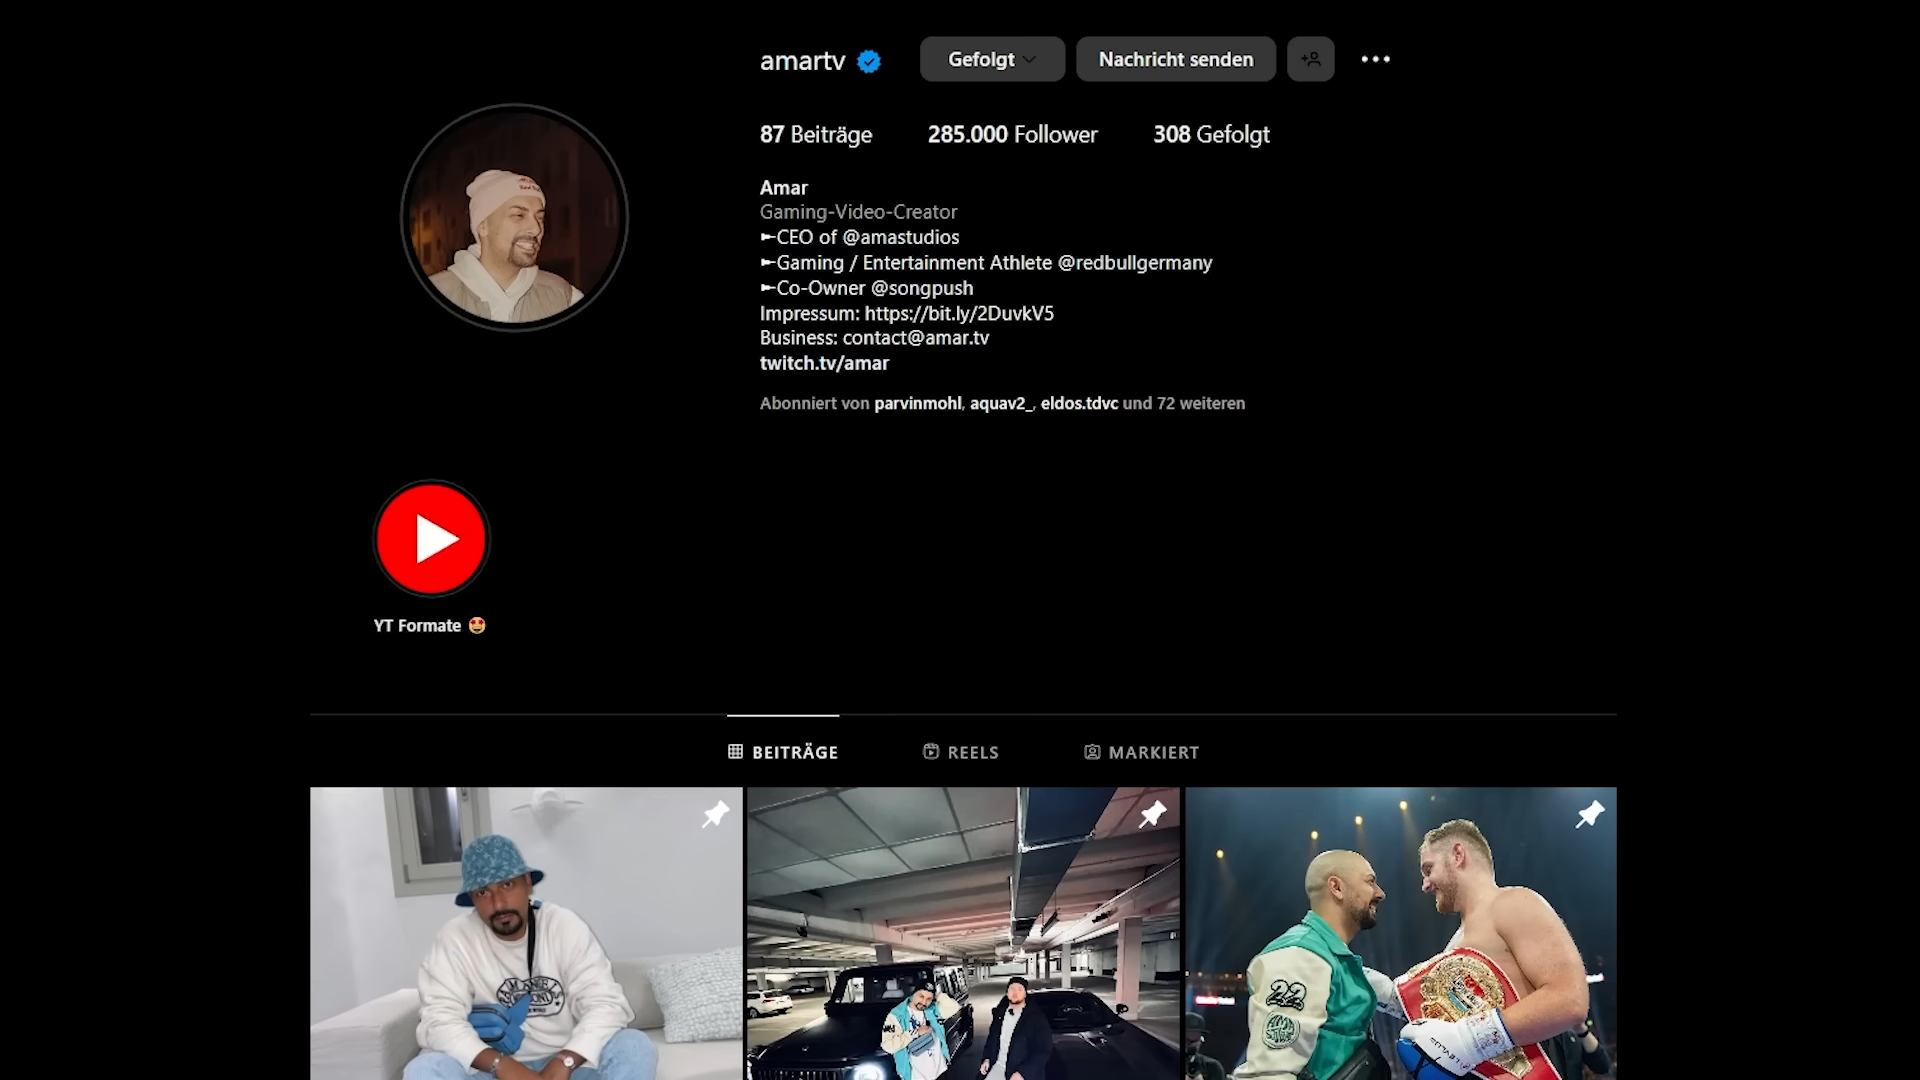 amartv
Gefolgt
Nachricht senden
87 Beiträge
285.000 Follower
308 Gefolgt
Amar
Gaming-Video-Creator
➼CEO of @amastudios
➼Gaming / Entertainment Athlete @redbullgermany
➼Co-Owner @songpush
Impressum: https://bit.ly/2DuvkV5
Business: contact@amar.tv
twitch.tv/amar
Abonniert von parvinmohl, aquav2_, eldos.tdvc und 72 weiteren
YT Formate 🤩
BEITRÄGE
REELS
MARKIERT
22